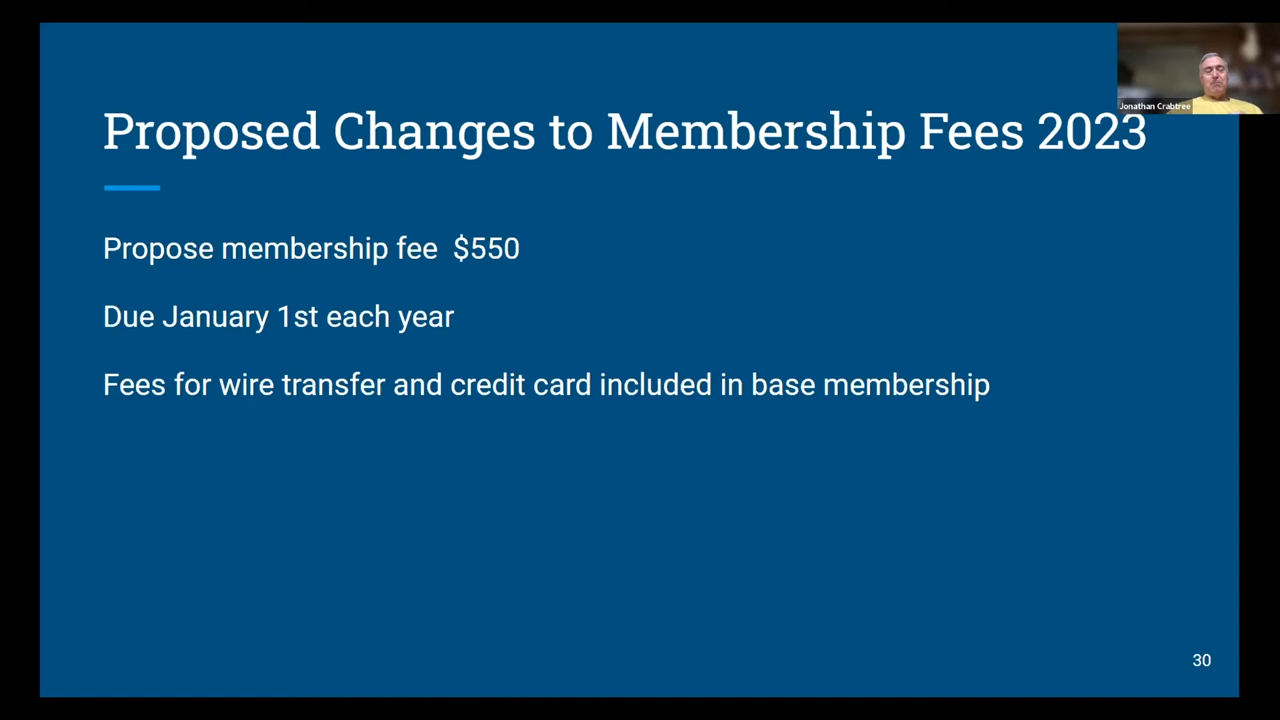 Proposed Changes to Membership Fees 2023
Jonathan Crabtree
Propose membership fee $550
Due January 1st each year
Fees for wire transfer and credit card included in base membership
30